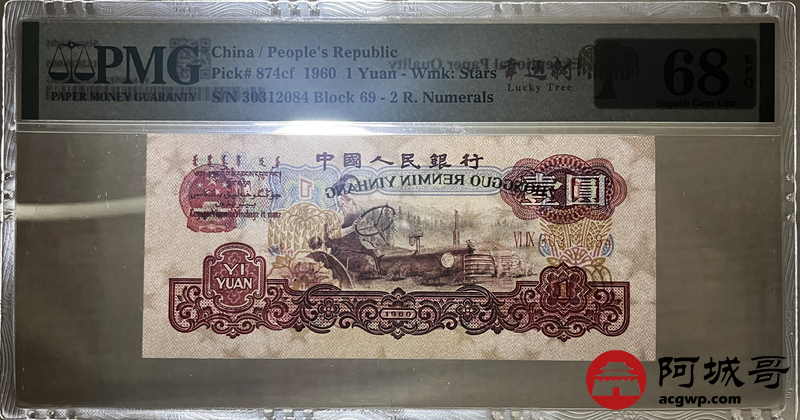 PMG
PAPER MONEY GUARANTY
China / People's Republic
Pick# 874cf 1960 1 Yuan - Wmk: Stars
S/N 30312084 Block 69 - 2 R. Numerals
幸运树
Lucky Tree
68 EPQ
Superb Gem Unc
中國人民銀行
ZHONGGUO RENMIN YINHANG
壹圓
1
YI
YUAN
1960
1
阿城哥
acgwp.com